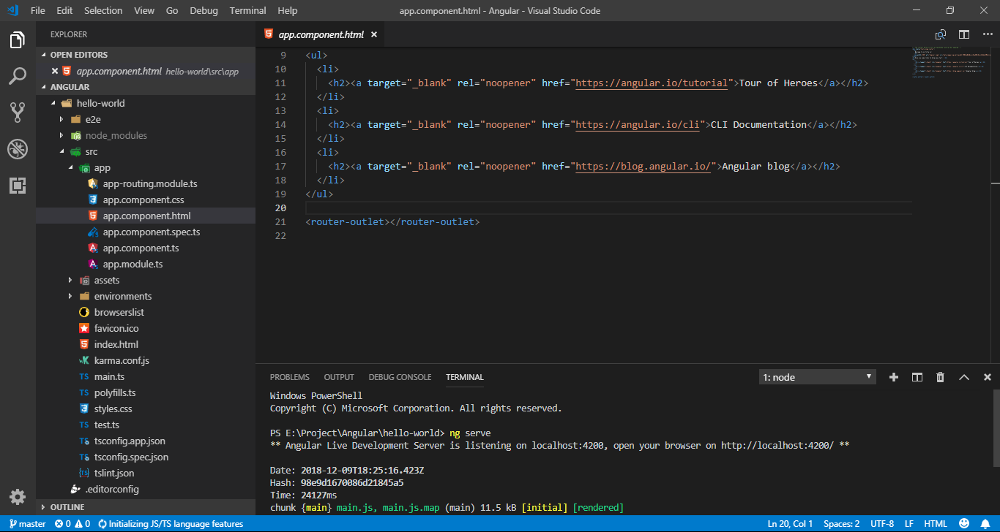 File Edit Selection View Go Debug Terminal Help app.component.html - Angular - Visual Studio Code
EXPLORER
OPEN EDITORS
app.component.html hello-world\src\app
ANGULAR
hello-world
e2e
node_modules
src
app
app-routing.module.ts
app.component.css
app.component.html
app.component.spec.ts
app.component.ts
app.module.ts
assets
environments
browserslist
favicon.ico
index.html
karma.conf.js
TS main.ts
TS polyfills.ts
styles.css
TS test.ts
TS tsconfig.app.json
TS tsconfig.spec.json
tslint.json
.editorconfig
OUTLINE
app.component.html
9 <ul>
10 <li>
11 <h2><a target="_blank" rel="noopener" href="https://angular.io/tutorial">Tour of Heroes</a></h2>
12 </li>
13 <li>
14 <h2><a target="_blank" rel="noopener" href="https://angular.io/cli">CLI Documentation</a></h2>
15 </li>
16 <li>
17 <h2><a target="_blank" rel="noopener" href="https://blog.angular.io/">Angular blog</a></h2>
18 </li>
19 </ul>
20
21 <router-outlet></router-outlet>
22
PROBLEMS OUTPUT DEBUG CONSOLE TERMINAL 1: node
Windows PowerShell
Copyright (C) Microsoft Corporation. All rights reserved.
PS E:\Project\Angular\hello-world> ng serve
** Angular Live Development Server is listening on localhost:4200, open your browser on http://localhost:4200/ **
Date: 2018-12-09T18:25:16.423Z
Hash: 98e9d1670086d21845a5
Time: 24127ms
chunk {main} main.js, main.js.map (main) 11.5 kB [initial] [rendered]
master 0 0 Initializing JS/TS language features Ln 20, Col 1 Spaces: 2 UTF-8 LF HTML